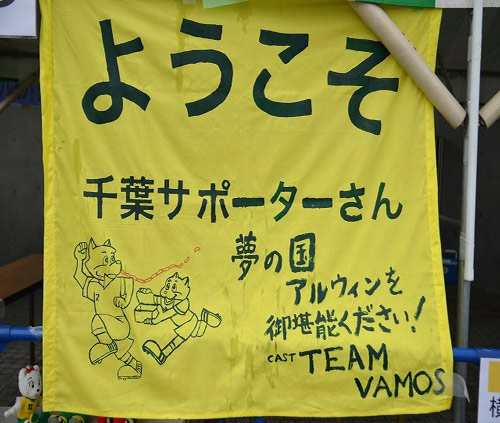 ようこそ
千葉サポーターさん
夢の国
アルウィンを
御堪能ください!
CAST TEAM
VAMOS